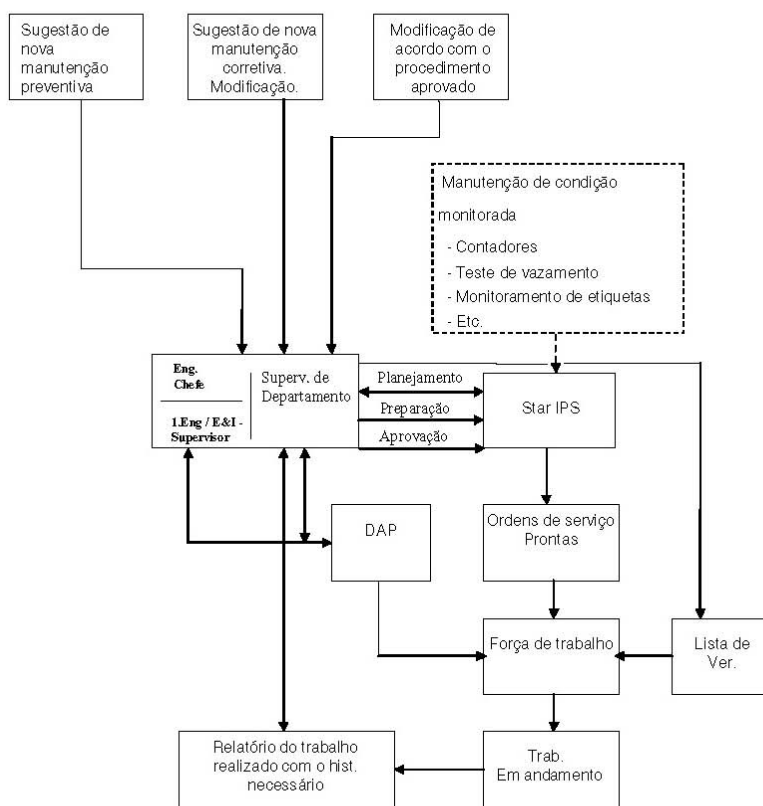 Sugestão de
nova
manutenção
preventiva
Sugestão de nova
manutenção
corretiva.
Modificação.
Modificação de
acordo com o
procedimento
aprovado
Manutenção de condição
monitorada
- Contadores
- Teste de vazamento
- Monitoramento de etiquetas
- Etc.
Eng.
Chefe
1.Eng / E&I -
Supervisor
Superv. de
Departamento
Planejamento
Preparação
Aprovação
Star IPS
DAP
Ordens de serviço
Prontas
Força de trabalho
Lista de
Ver.
Relatório do trabalho
realizado com o hist.
necessário
Trab.
Em andamento